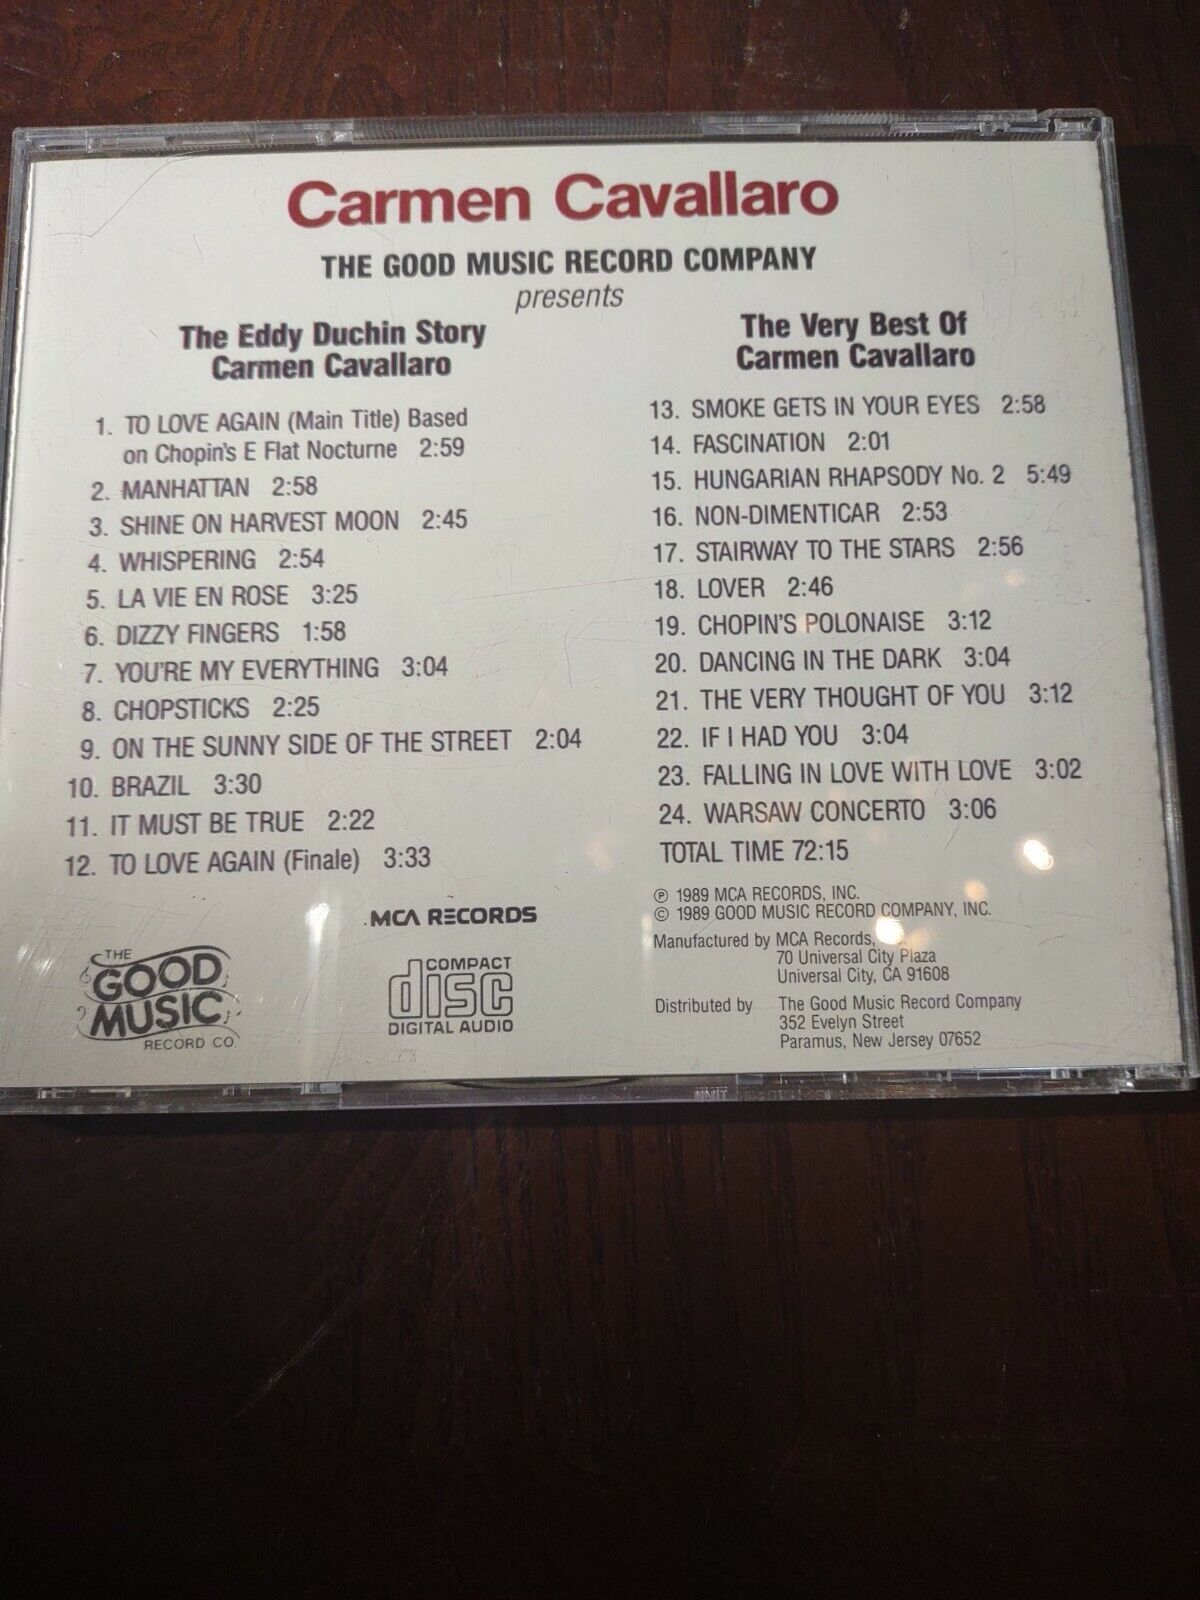 Carmen Cavallaro
THE GOOD MUSIC RECORD COMPANY
presents
The Eddy Duchin Story
Carmen Cavallaro
1. TO LOVE AGAIN (Main Title) Based
on Chopin's E Flat Nocturne 2:59
2. MANHATTAN 2:58
3. SHINE ON HARVEST MOON 2:45
4. WHISPERING 2:54
5. LA VIE EN ROSE 3:25
6. DIZZY FINGERS 1:58
7. YOU'RE MY EVERYTHING 3:04
8. CHOPSTICKS 2:25
9. ON THE SUNNY SIDE OF THE STREET 2:04
10. BRAZIL 3:30
11. IT MUST BE TRUE 2:22
12. TO LOVE AGAIN (Finale) 3:33
The Very Best Of
Carmen Cavallaro
13. SMOKE GETS IN YOUR EYES 2:58
14. FASCINATION 2:01
15. HUNGARIAN RHAPSODY No. 2 5:49
16. NON-DIMENTICAR 2:53
17. STAIRWAY TO THE STARS 2:56
18. LOVER 2:46
19. CHOPIN'S POLONAISE 3:12
20. DANCING IN THE DARK 3:04
21. THE VERY THOUGHT OF YOU 3:12
22. IF I HAD YOU 3:04
23. FALLING IN LOVE WITH LOVE 3:02
24. WARSAW CONCERTO 3:06
TOTAL TIME 72:15
MCA RECORDS
THE
GOOD
MUSIC
RECORD CO.
COMPACT
disc
DIGITAL AUDIO
℗ 1989 MCA RECORDS, INC.
© 1989 GOOD MUSIC RECORD COMPANY, INC.
Manufactured by MCA Records,
70 Universal City Plaza
Universal City, CA 91608
Distributed by The Good Music Record Company
352 Evelyn Street
Paramus, New Jersey 07652